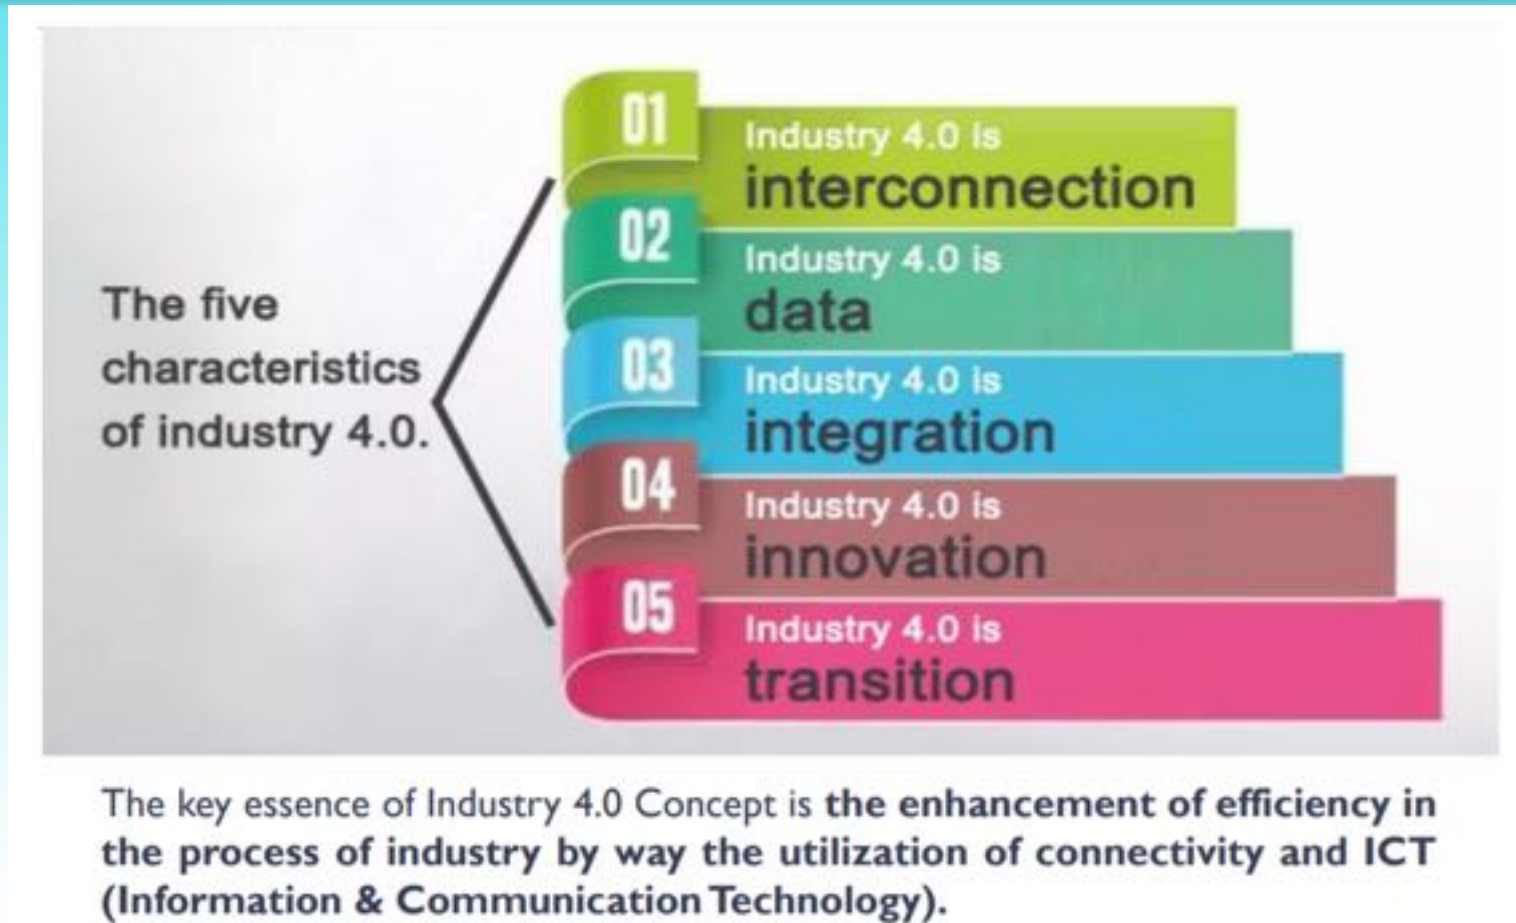 The five
characteristics
of industry 4.0.
01
Industry 4.0 is
interconnection
02
Industry 4.0 is
data
03
Industry 4.0 is
integration
04
Industry 4.0 is
innovation
05
Industry 4.0 is
transition
The key essence of Industry 4.0 Concept is the enhancement of efficiency in
the process of industry by way the utilization of connectivity and ICT
(Information & Communication Technology).